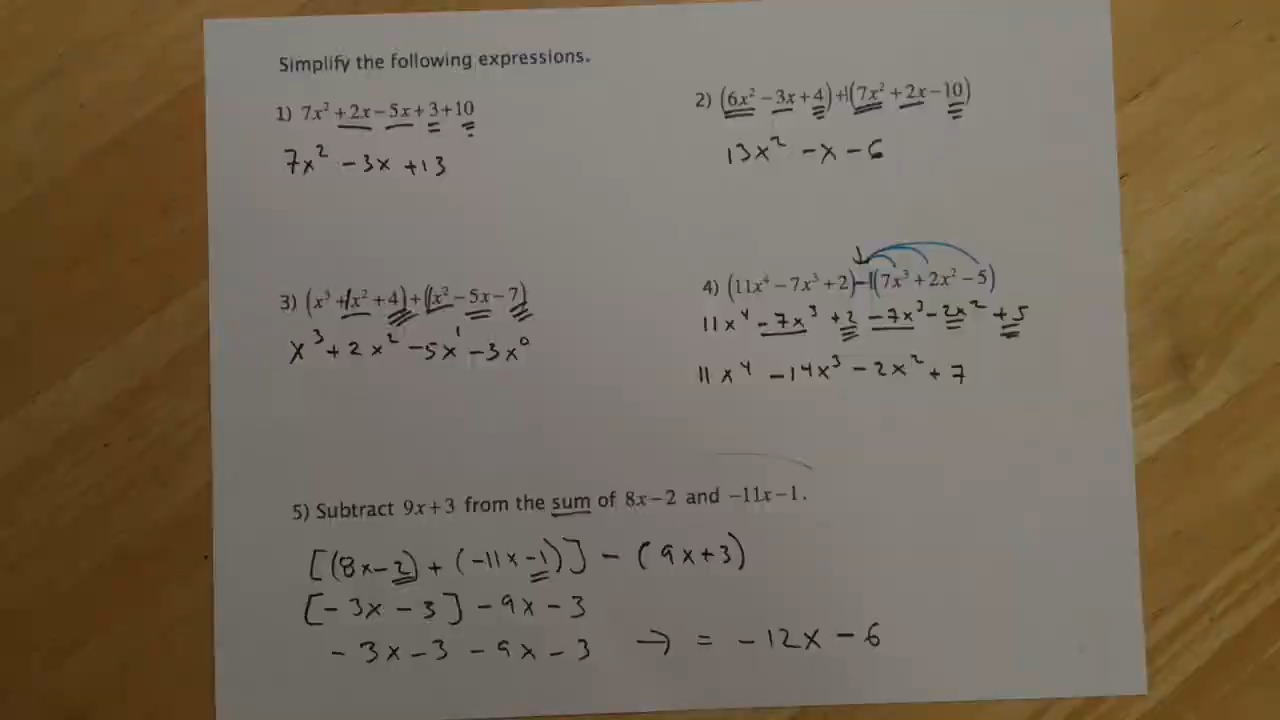 Simplify the following expressions.
1) 7x² + 2x − 5x + 3 + 10
7x² − 3x + 13
2) (6x² − 3x + 4) + 1(7x² + 2x − 10)
13x² − x − 6
3) (x³ + 1x² + 4) + (1x² − 5x − 7)
x³ + 2x² − 5x¹ − 3x⁰
4) (11x⁴ − 7x³ + 2) − 1(7x³ + 2x² − 5)
11x⁴ − 7x³ + 2 − 7x³ − 2x² + 5
11x⁴ − 14x³ − 2x² + 7
5) Subtract 9x + 3 from the sum of 8x − 2 and −11x − 1.
[(8x − 2) + (−11x − 1)] − (9x + 3)
[−3x − 3] − 9x − 3
−3x − 3 − 9x − 3 → = −12x − 6